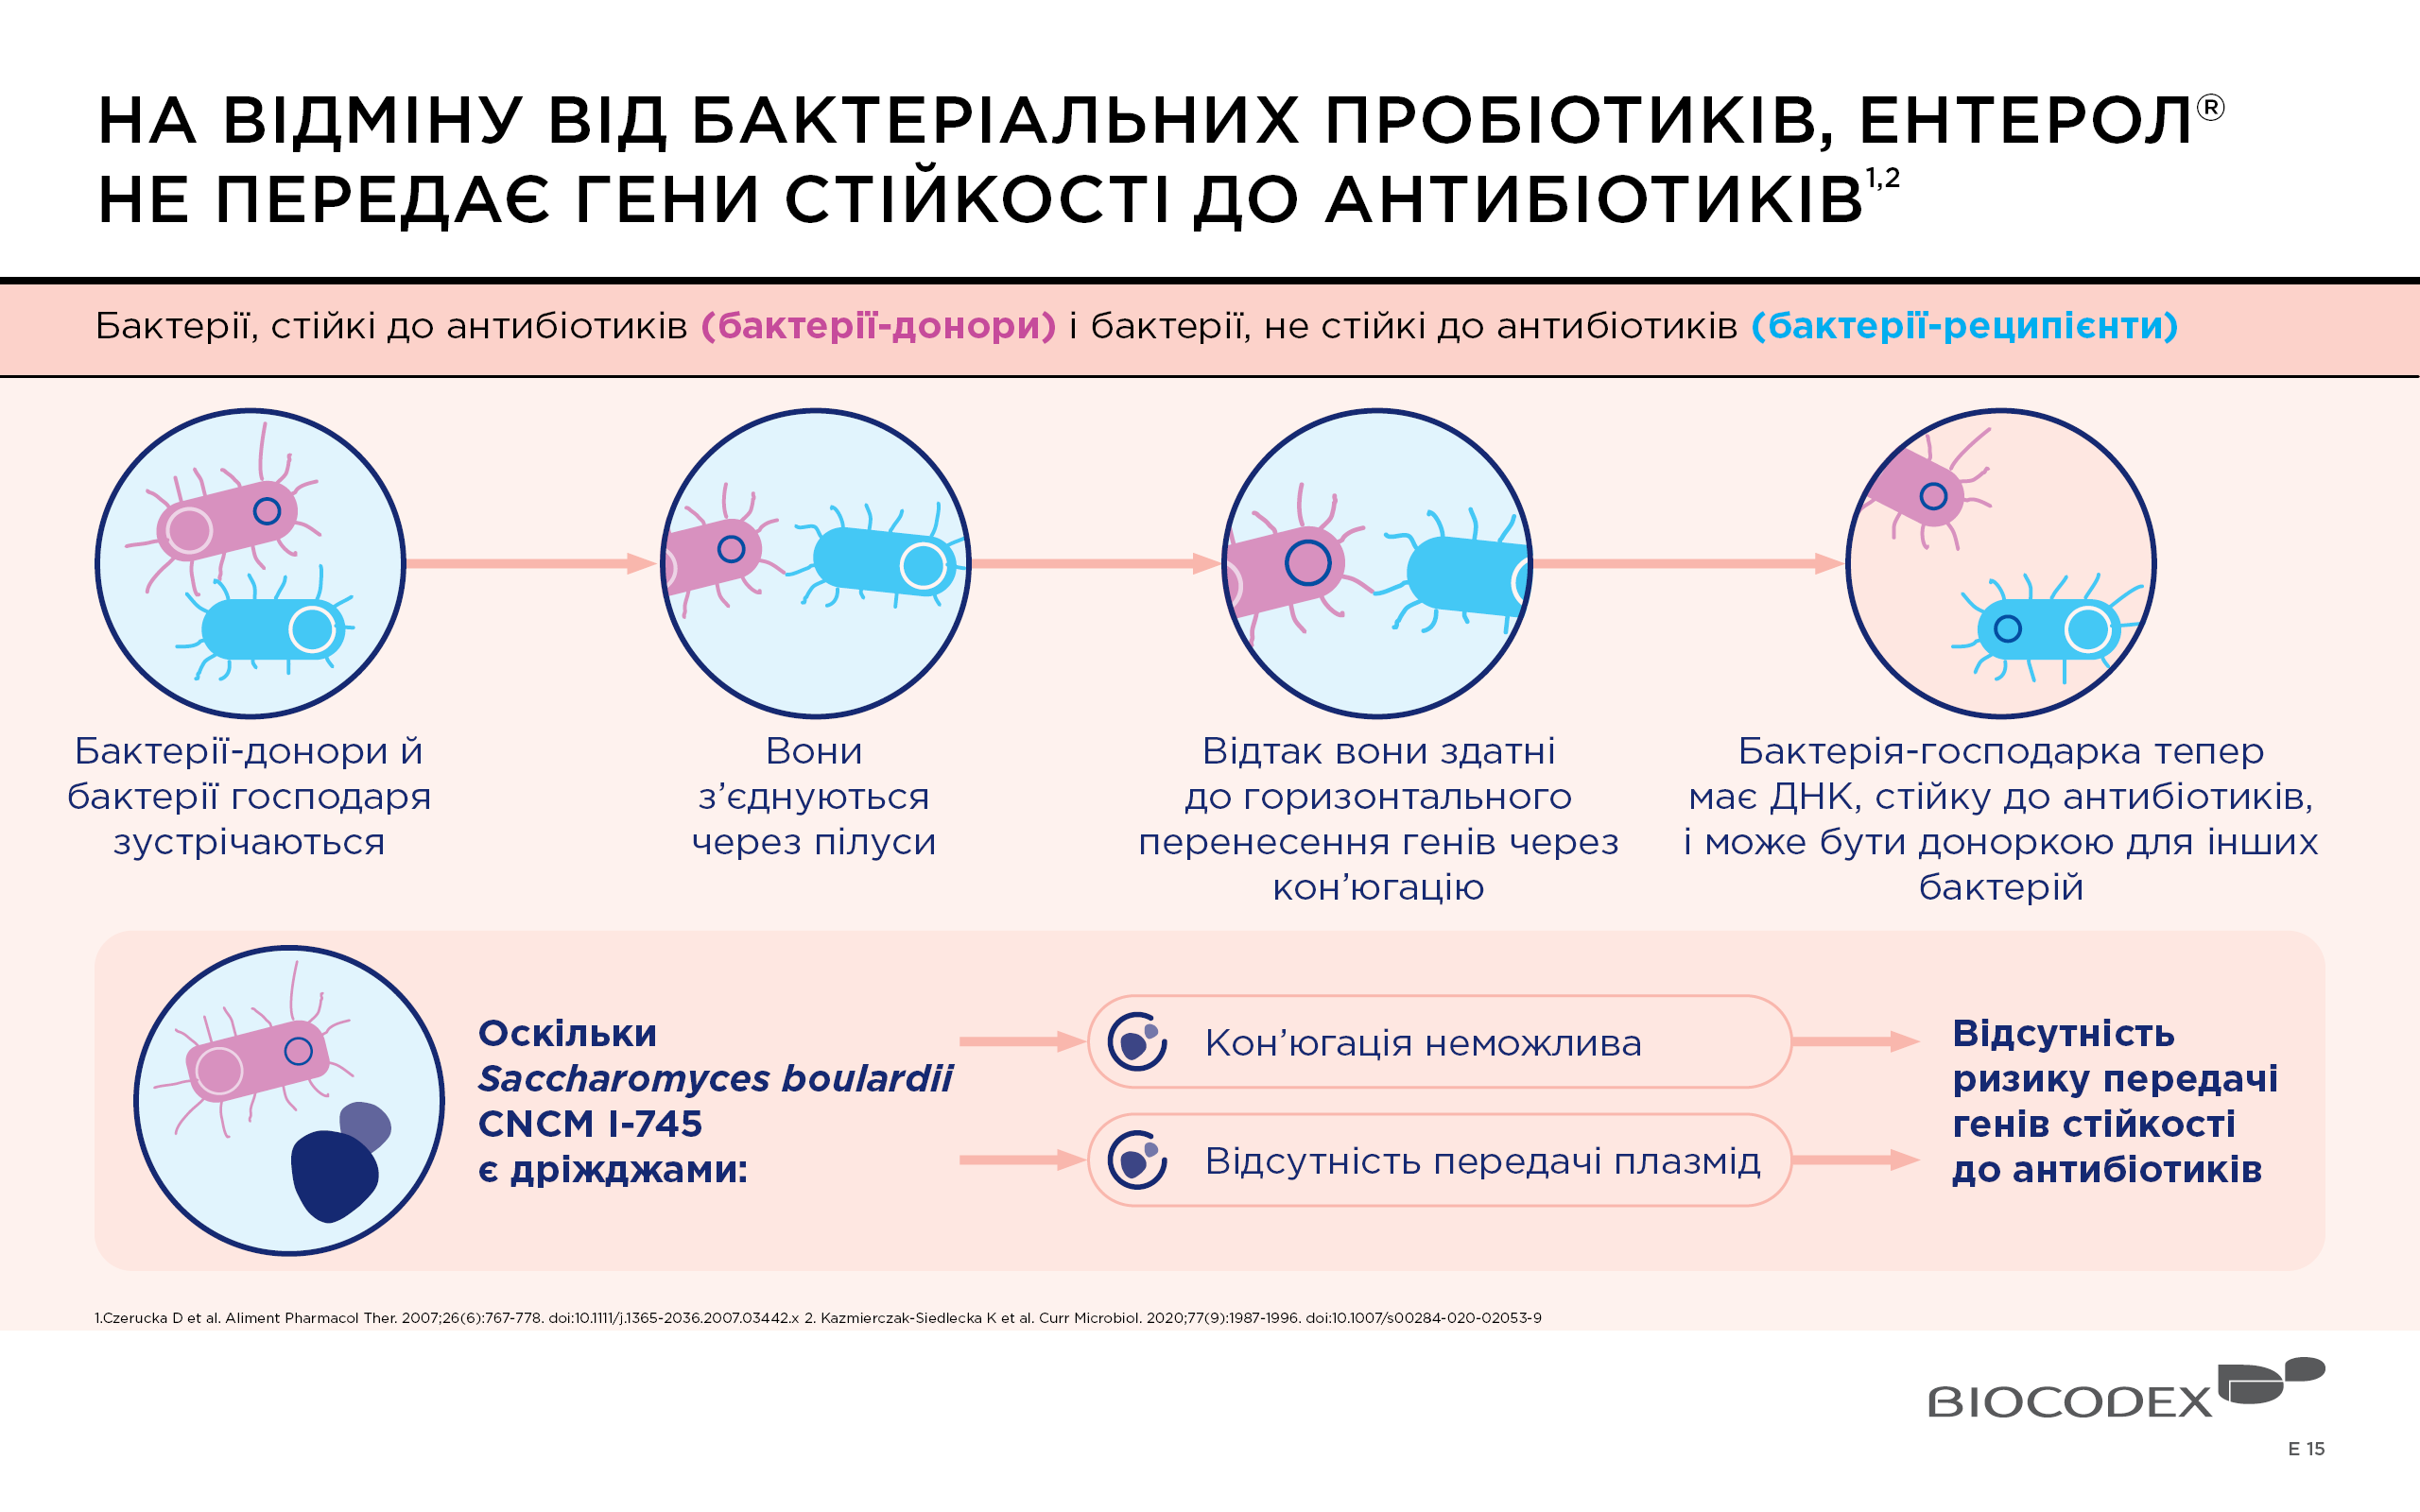 НА ВІДМІНУ ВІД БАКТЕРІАЛЬНИХ ПРОБІОТИКІВ, ЕНТЕРОЛ®
НЕ ПЕРЕДАЄ ГЕНИ СТІЙКОСТІ ДО АНТИБІОТИКІВ1,2
Бактерії, стійкі до антибіотиків (бактерії-донори) і бактерії, не стійкі до антибіотиків (бактерії-реципієнти)
Бактерії-донори й
бактерії господаря
зустрічаються
Вони
з’єднуються
через пілуси
Відтак вони здатні
до горизонтального
перенесення генів через
кон’югацію
Бактерія-господарка тепер
має ДНК, стійку до антибіотиків,
і може бути доноркою для інших
бактерій
Оскільки
Saccharomyces boulardii
CNCM I-745
є дріжджами:
Кон’югація неможлива
Відсутність передачі плазмід
Відсутність
ризику передачі
генів стійкості
до антибіотиків
1.Czerucka D et al. Aliment Pharmacol Ther. 2007;26(6):767-778. doi:10.1111/j.1365-2036.2007.03442.x 2. Kazmierczak-Siedlecka K et al. Curr Microbiol. 2020;77(9):1987-1996. doi:10.1007/s00284-020-02053-9
BIOCODEX
E 15